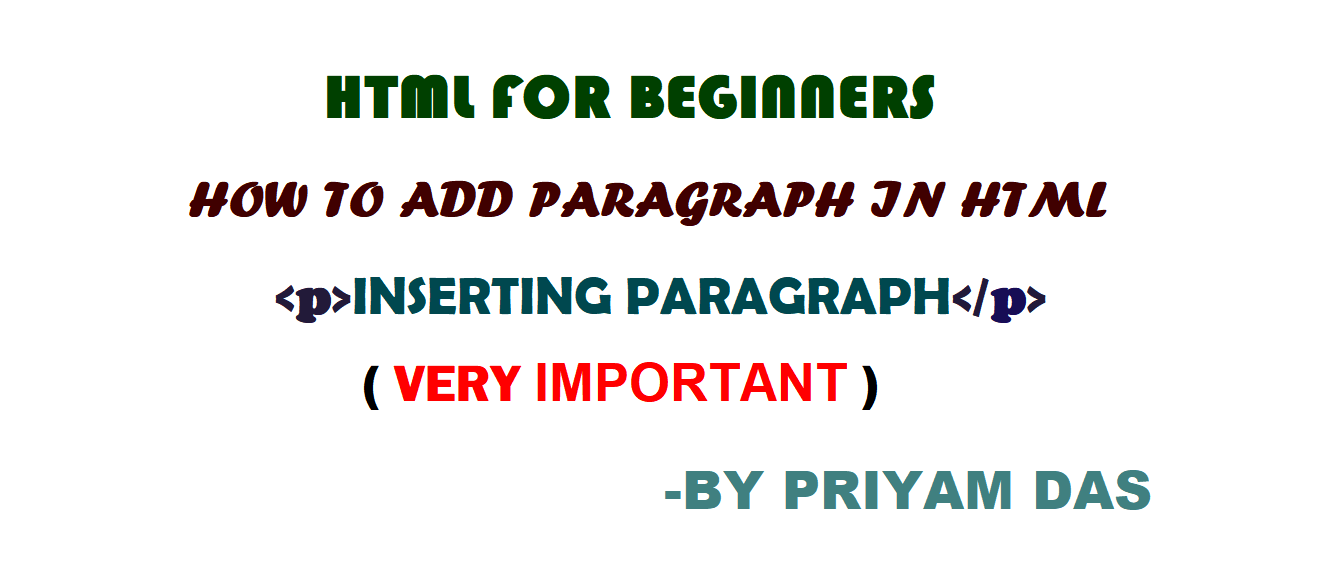 HTML FOR BEGINNERS
HOW TO ADD PARAGRAPH IN HTML
<p>INSERTING PARAGRAPH</p>
( VERY IMPORTANT )
-BY PRIYAM DAS